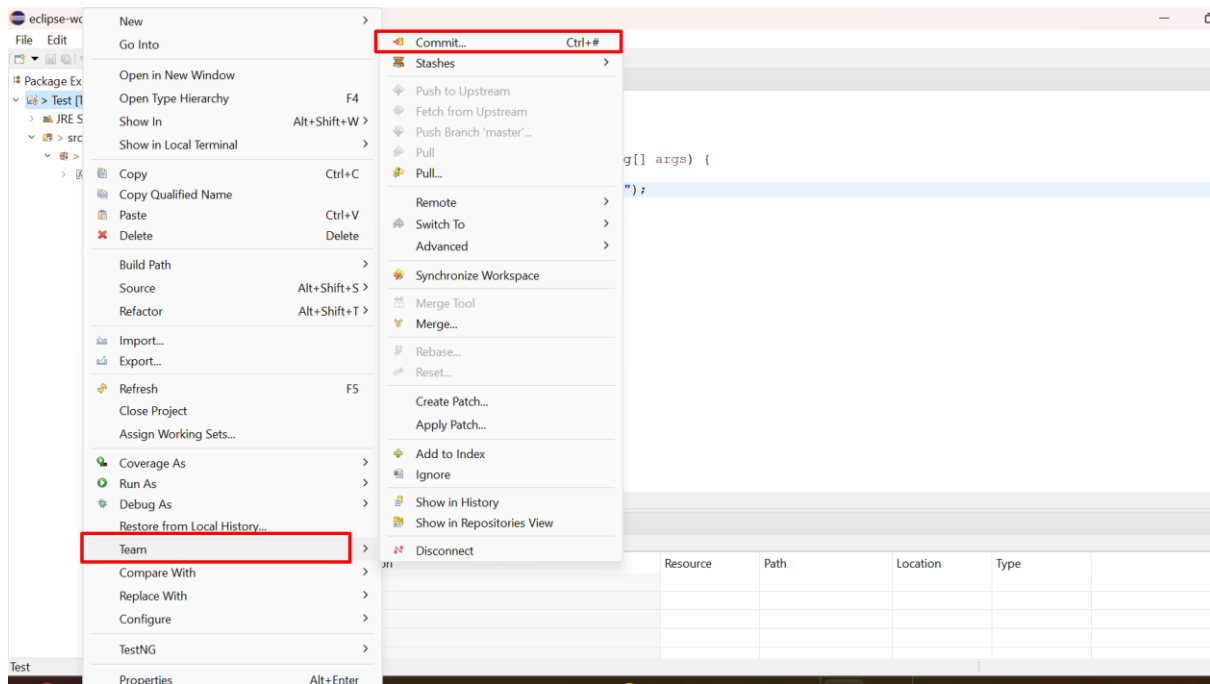 eclipse-wo
File Edit
Package Ex
> Test [T
JRE S
> src
>
New
Go Into
Open in New Window
Open Type Hierarchy F4
Show In Alt+Shift+W >
Show in Local Terminal
Copy Ctrl+C
Copy Qualified Name
Paste Ctrl+V
Delete Delete
Build Path
Source Alt+Shift+S >
Refactor Alt+Shift+T >
Import...
Export...
Refresh F5
Close Project
Assign Working Sets...
Coverage As
Run As
Debug As
Restore from Local History...
Team
Compare With
Replace With
Configure
TestNG
Properties Alt+Enter
Commit... Ctrl+#
Stashes
Push to Upstream
Fetch from Upstream
Push Branch 'master'...
Pull
Pull...
Remote
Switch To
Advanced
Synchronize Workspace
Merge Tool
Merge...
Rebase...
Reset...
Create Patch...
Apply Patch...
Add to Index
Ignore
Show in History
Show in Repositories View
Disconnect
g[] args) {
");
on Resource Path Location Type
Test